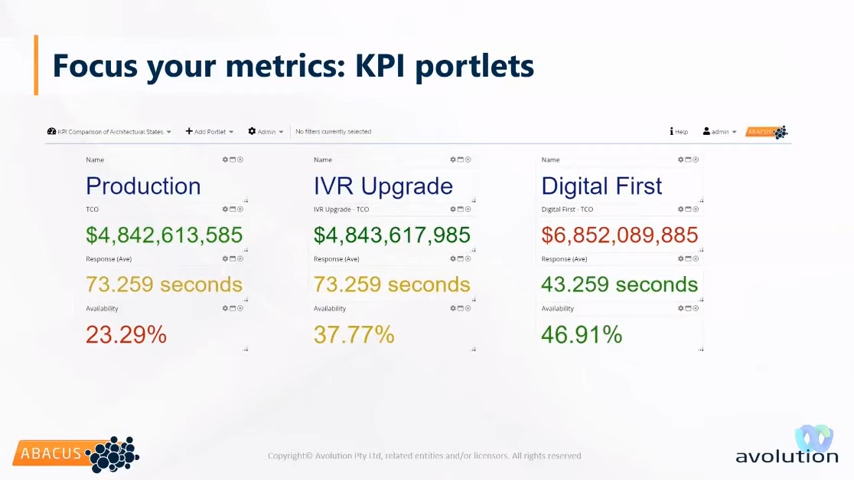 Focus your metrics: KPI portlets
KPI Comparison of Architectural States Add Portlet Admin No filters currently selected Help admin ABACUS
Name Name Name
Production IVR Upgrade Digital First
TCO IVR Upgrade - TCO Digital First - TCO
$4,842,613,585 $4,843,617,985 $6,852,089,885
Response (Ave) Response (Ave) Response (Ave)
73.259 seconds 73.259 seconds 43.259 seconds
Availability Availability Availability
23.29% 37.77% 46.91%
ABACUS Copyright© Avolution Pty Ltd, related entities and/or licensors. All rights reserved avolution